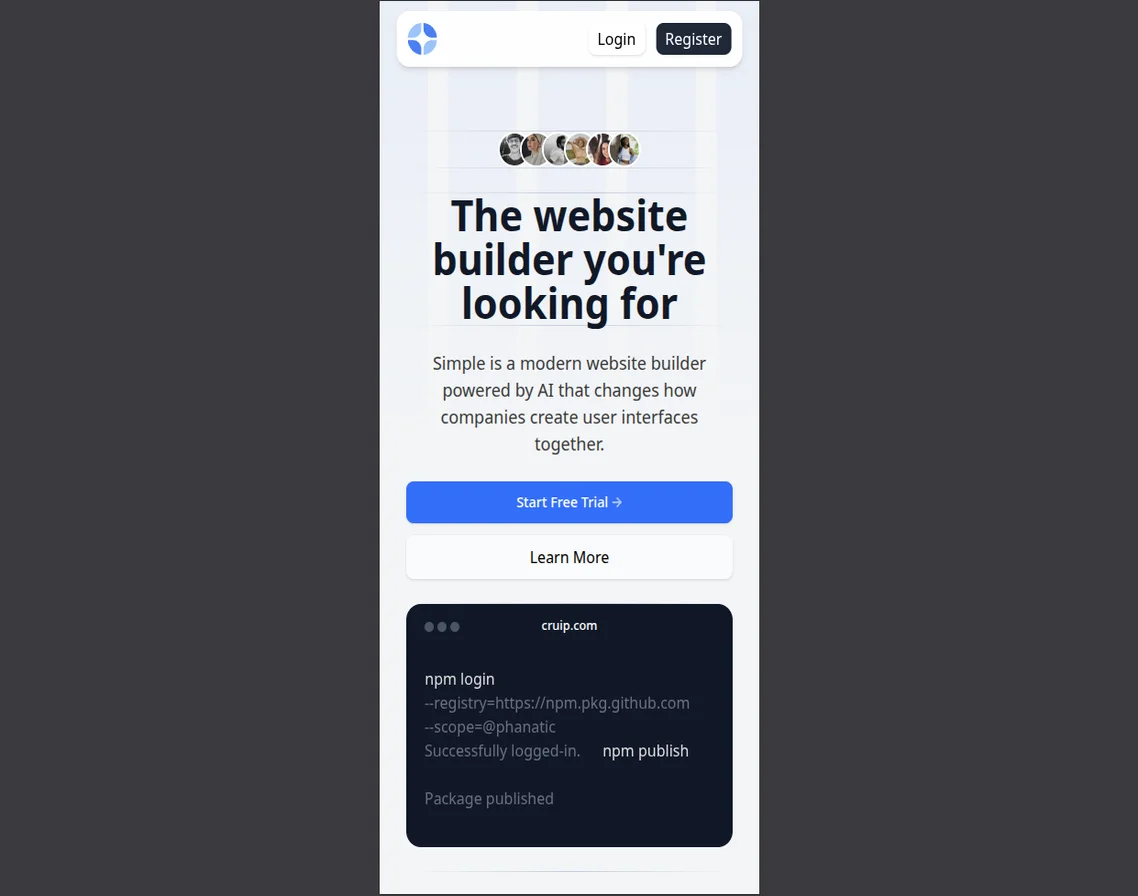 Login
Register
The website
builder you're
looking for
Simple is a modern website builder
powered by AI that changes how
companies create user interfaces
together.
Start Free Trial →
Learn More
cruip.com
npm login
--registry=https://npm.pkg.github.com
--scope=@phanatic
Successfully logged-in. npm publish
Package published